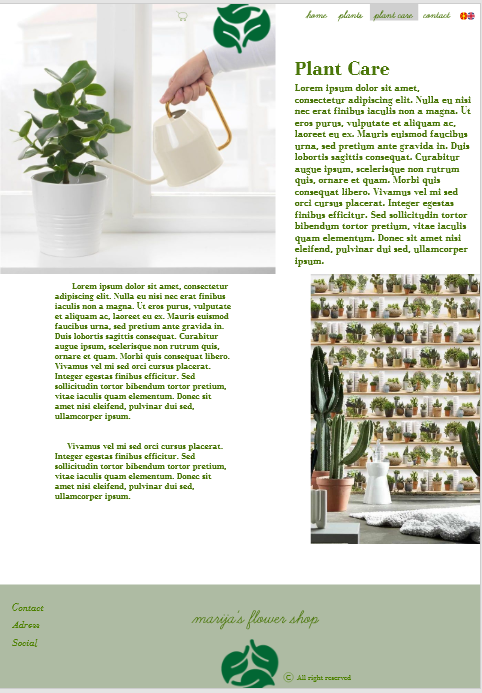 home plants plant care contact
Plant Care
Lorem ipsum dolor sit amet,
consectetur adipiscing elit. Nulla eu nisi
nec erat finibus iaculis non a magna. Ut
eros purus, vulputate et aliquam ac,
laoreet eu ex. Mauris euismod faucibus
urna, sed pretium ante gravida in. Duis
lobortis sagittis consequat. Curabitur
augue ipsum, scelerisque non rutrum
quis, ornare et quam. Morbi quis
consequat libero. Vivamus vel mi sed
orci cursus placerat. Integer egestas
finibus efficitur. Sed sollicitudin tortor
bibendum tortor pretium, vitae iaculis
quam elementum. Donec sit amet nisi
eleifend, pulvinar dui sed, ullamcorper
ipsum.
Lorem ipsum dolor sit amet, consectetur
adipiscing elit. Nulla eu nisi nec erat finibus
iaculis non a magna. Ut eros purus, vulputate
et aliquam ac, laoreet eu ex. Mauris euismod
faucibus urna, sed pretium ante gravida in.
Duis lobortis sagittis consequat. Curabitur
augue ipsum, scelerisque non rutrum quis,
ornare et quam. Morbi quis consequat libero.
Vivamus vel mi sed orci cursus placerat.
Integer egestas finibus efficitur. Sed
sollicitudin tortor bibendum tortor pretium,
vitae iaculis quam elementum. Donec sit
amet nisi eleifend, pulvinar dui sed,
ullamcorper ipsum.
Vivamus vel mi sed orci cursus placerat.
Integer egestas finibus efficitur. Sed
sollicitudin tortor bibendum tortor pretium,
vitae iaculis quam elementum. Donec sit
amet nisi eleifend, pulvinar dui sed,
ullamcorper ipsum.
Contact
Adress
Social
marija's flower shop
© All right reserved